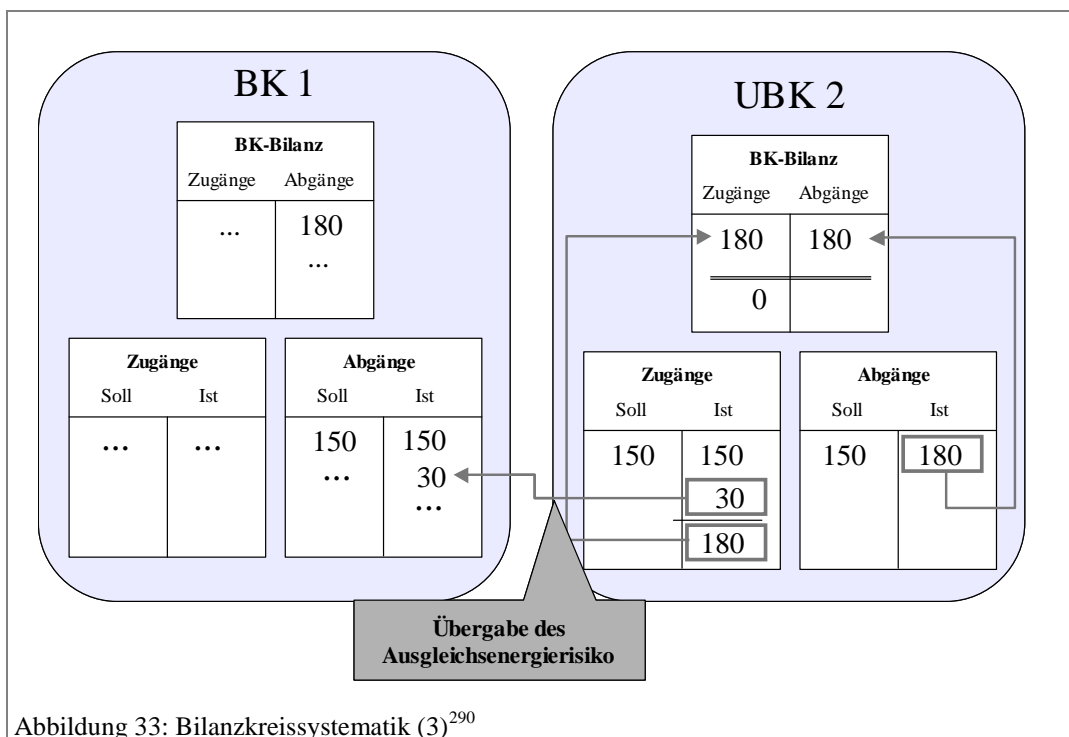 BK 1
BK-Bilanz
Zugänge Abgänge
... 180
...
Zugänge
Soll Ist
... ...
Abgänge
Soll Ist
150 150
... 30
...
UBK 2
BK-Bilanz
Zugänge Abgänge
180 180
0
Zugänge
Soll Ist
150 150
30
180
Abgänge
Soll Ist
150 180
Übergabe des
Ausgleichsenergierisiko
Abbildung 33: Bilanzkreissystematik (3)290